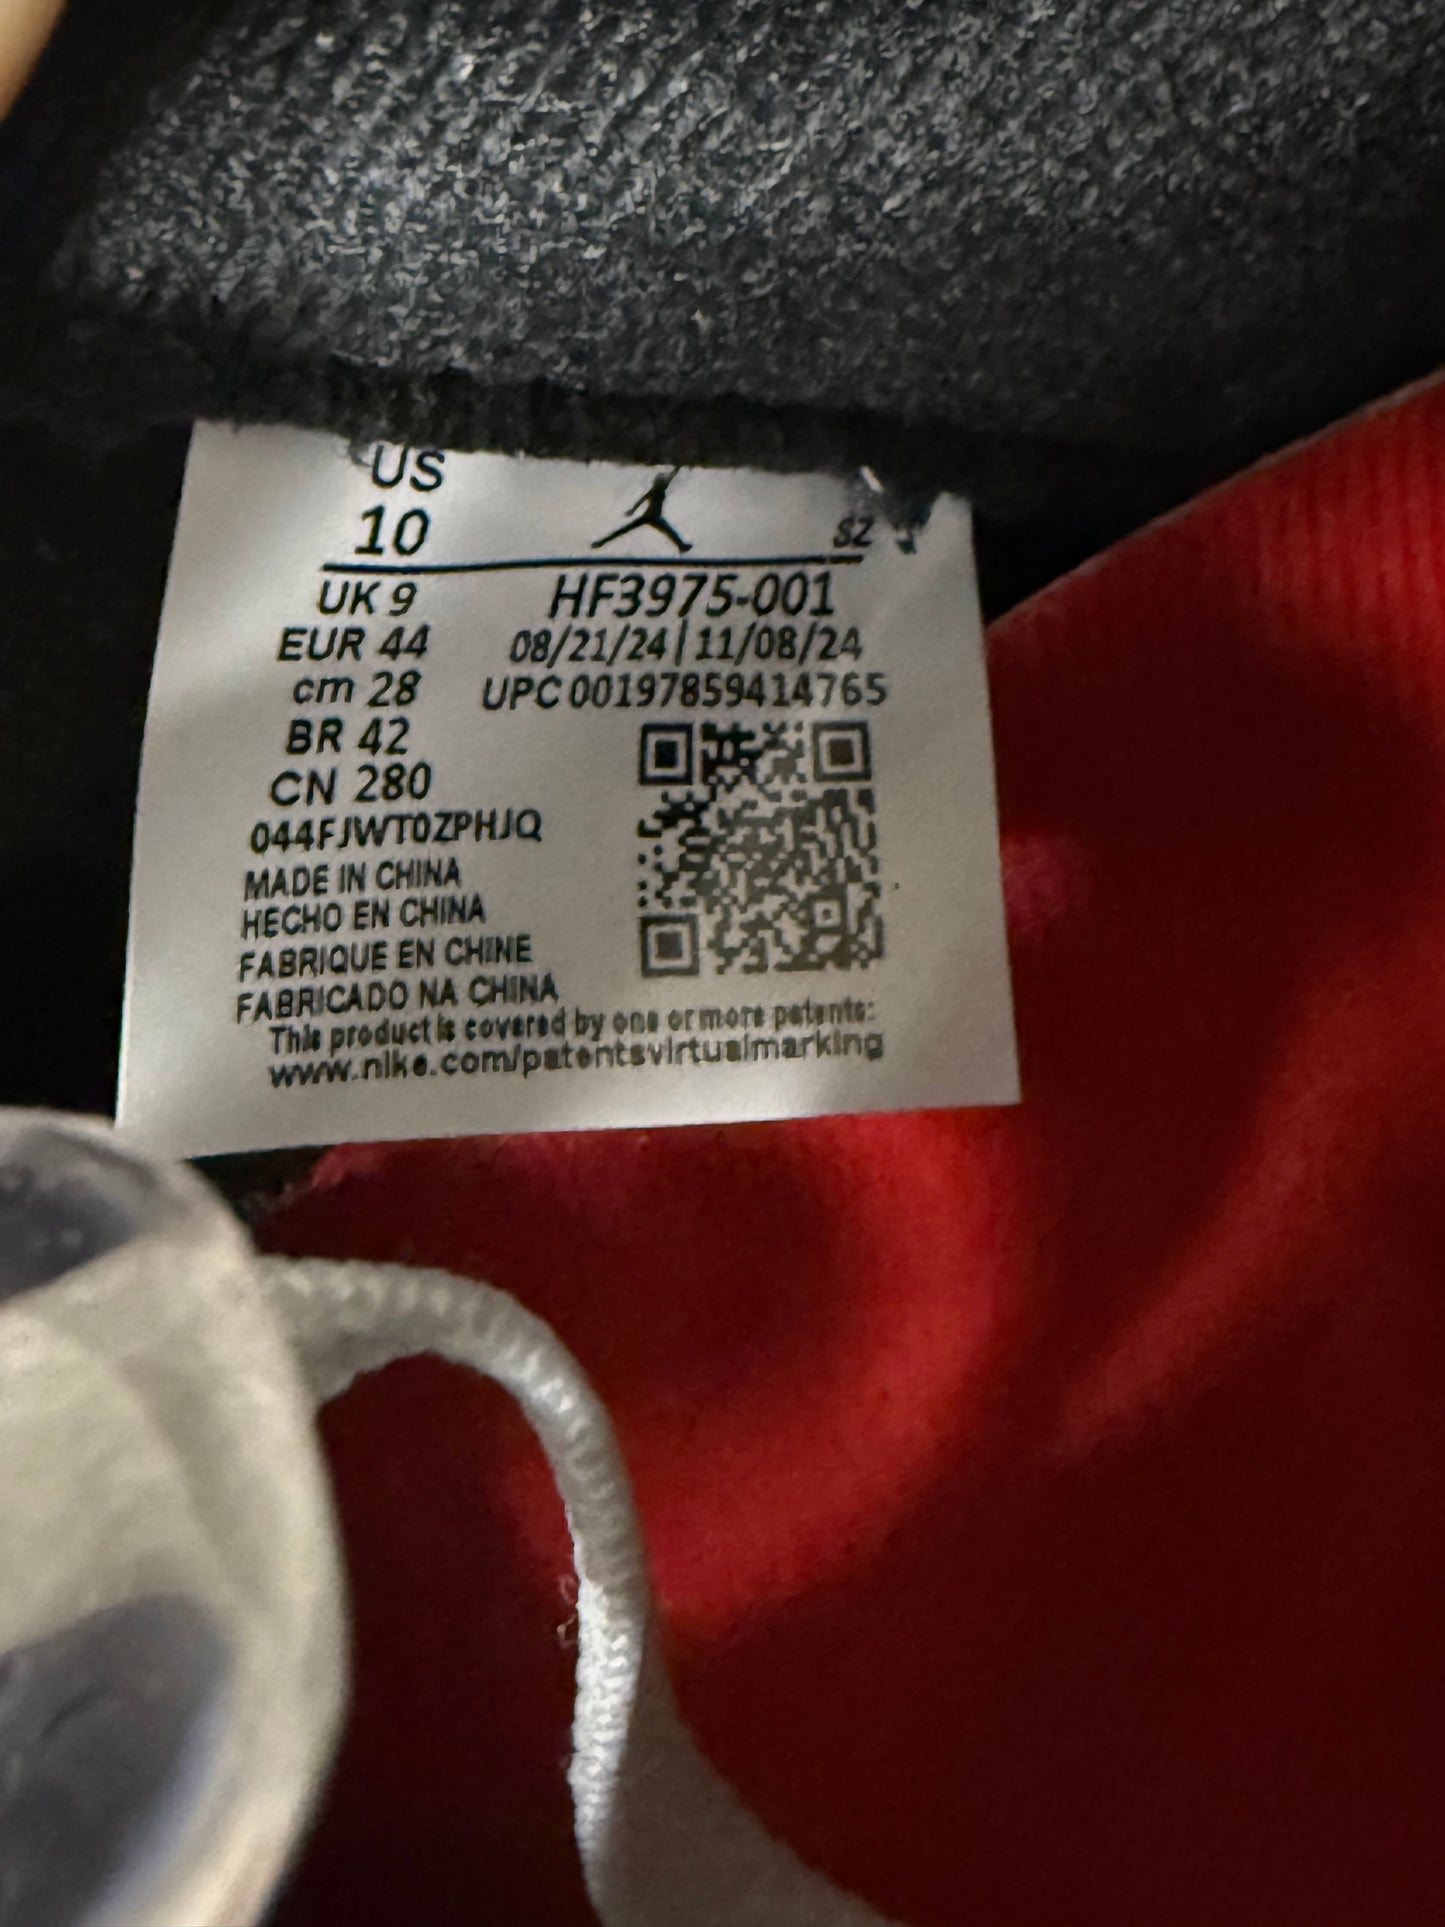 US
10
SZ
UK 9
HF3975-001
EUR 44
08/21/24 | 11/08/24
cm 28
UPC 00197859414765
BR 42
CN 280
044FJWT0ZPHJQ
MADE IN CHINA
HECHO EN CHINA
FABRIQUE EN CHINE
FABRICADO NA CHINA
This product is covered by one or more patents:
www.nike.com/patentsvirtualmarking